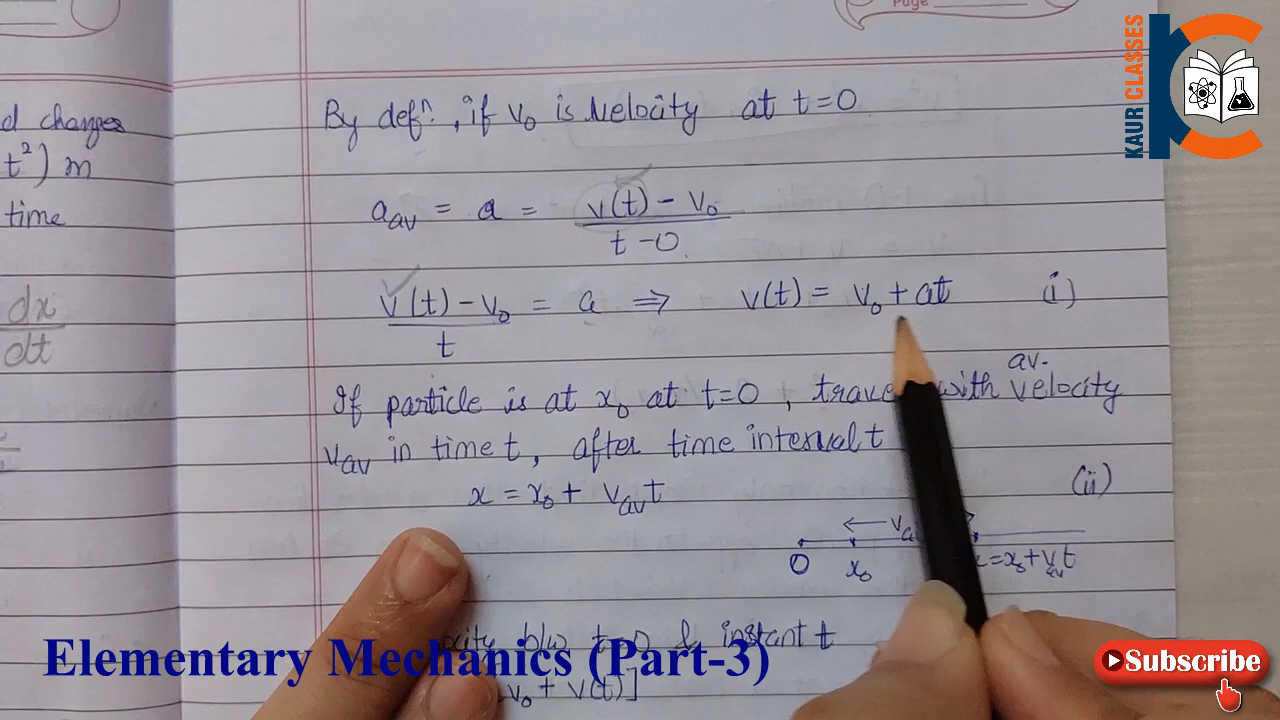 Page
KAUR CLASSES
d changes
t²) m
time
dx
dt
By defⁿ, if v₀ is velocity at t=0
a_av = a = v(t) - v₀
t-0
v(t) - v₀ = a ⇒ v(t) = v₀ + at (i)
t
av.
If particle is at x₀ at t=0, with velocity
v_av in time t, after time interval t
x = x₀ + v_av t (ii)
0 x₀ =x₀+v_av t
b/w t=0 & instant t
v₀ + v(t)]
Elementary Mechanics (Part-3)
Subscribe